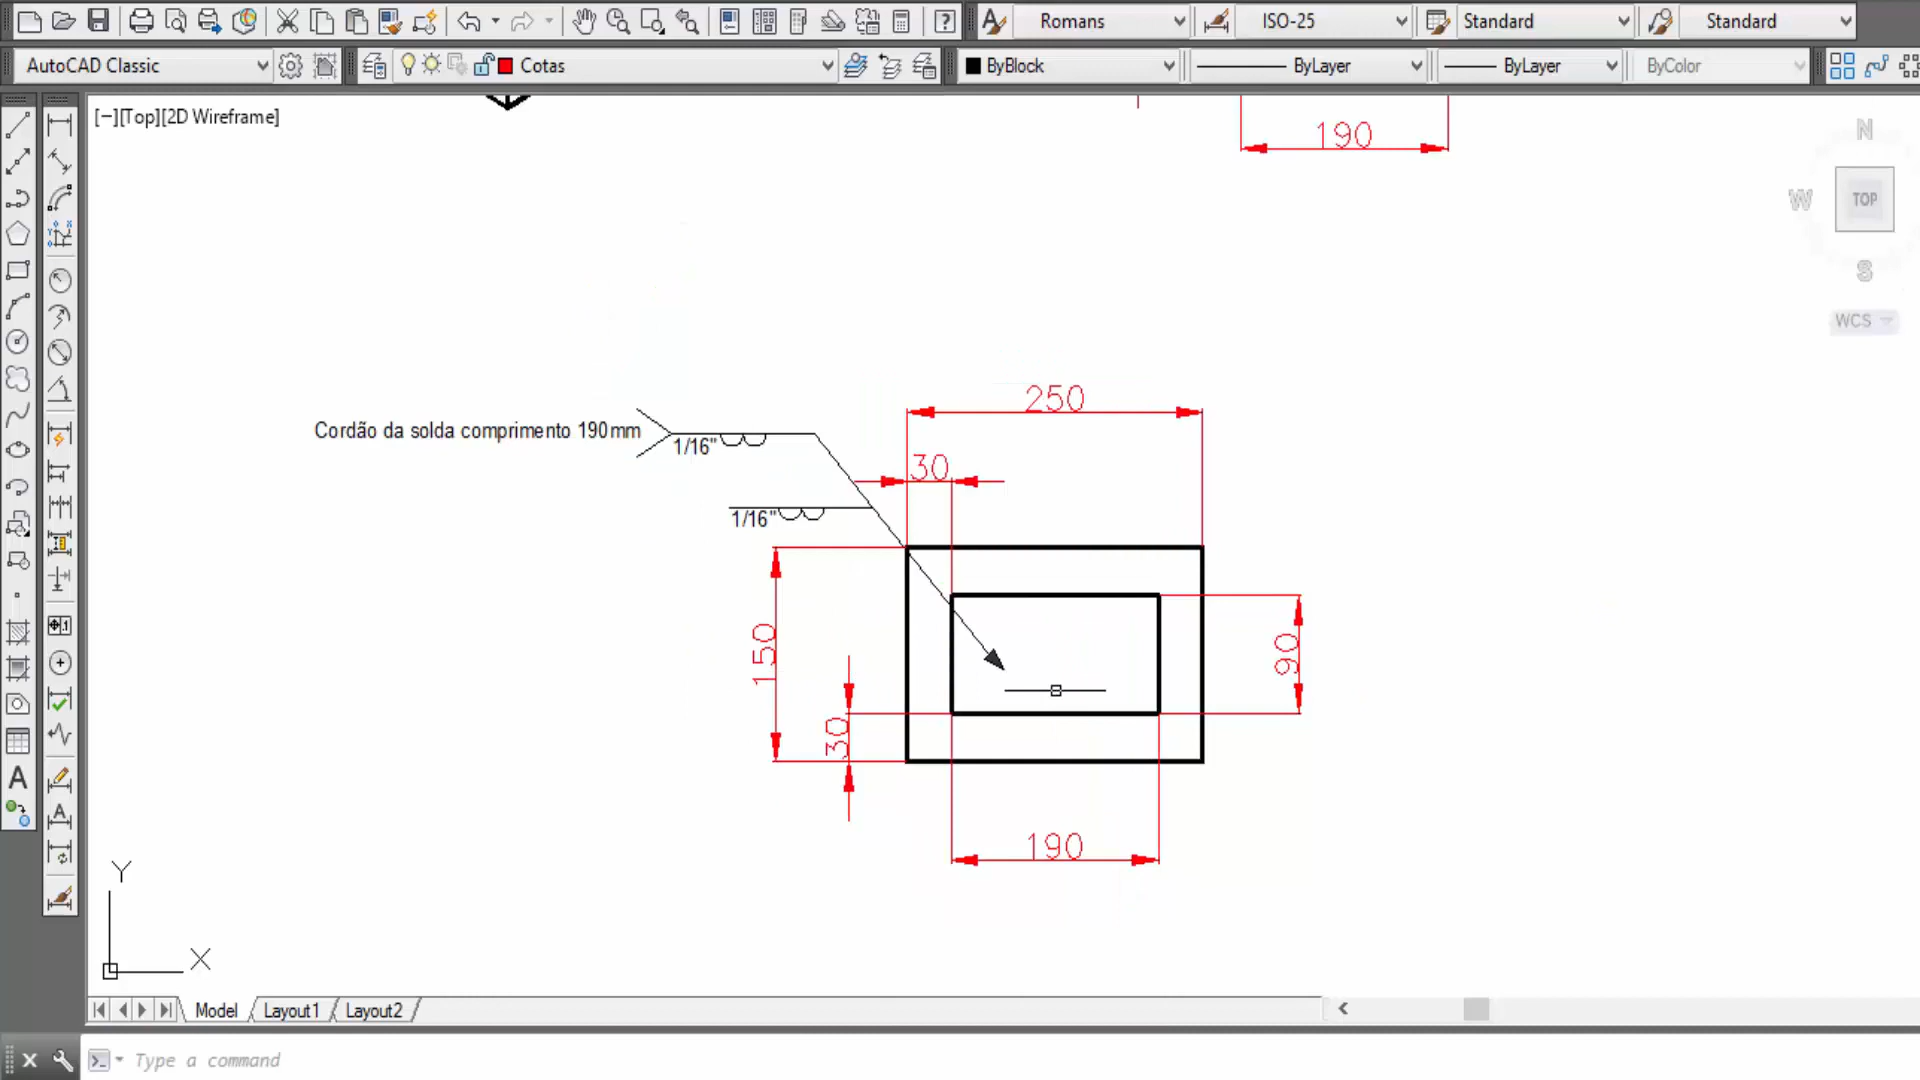 Romans ISO-25 Standard Standard
AutoCAD Classic Cotas ByBlock ByLayer ByLayer ByColor
[−][Top][2D Wireframe]
190
N
W TOP
S
WCS
250
Cordão da solda comprimento 190mm
1/16"
30
1/16"
150
90
30
190
Y
X
Model Layout1 Layout2
Type a command